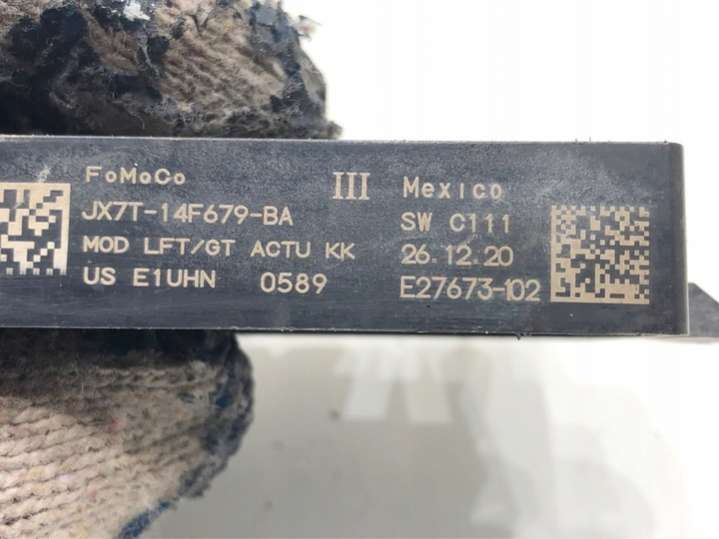 FoMoCo III Mexico
JX7T-14F679-BA SW C111
MOD LFT/GT ACTU KK 26.12.20
US E1UHN 0589 E27673-102